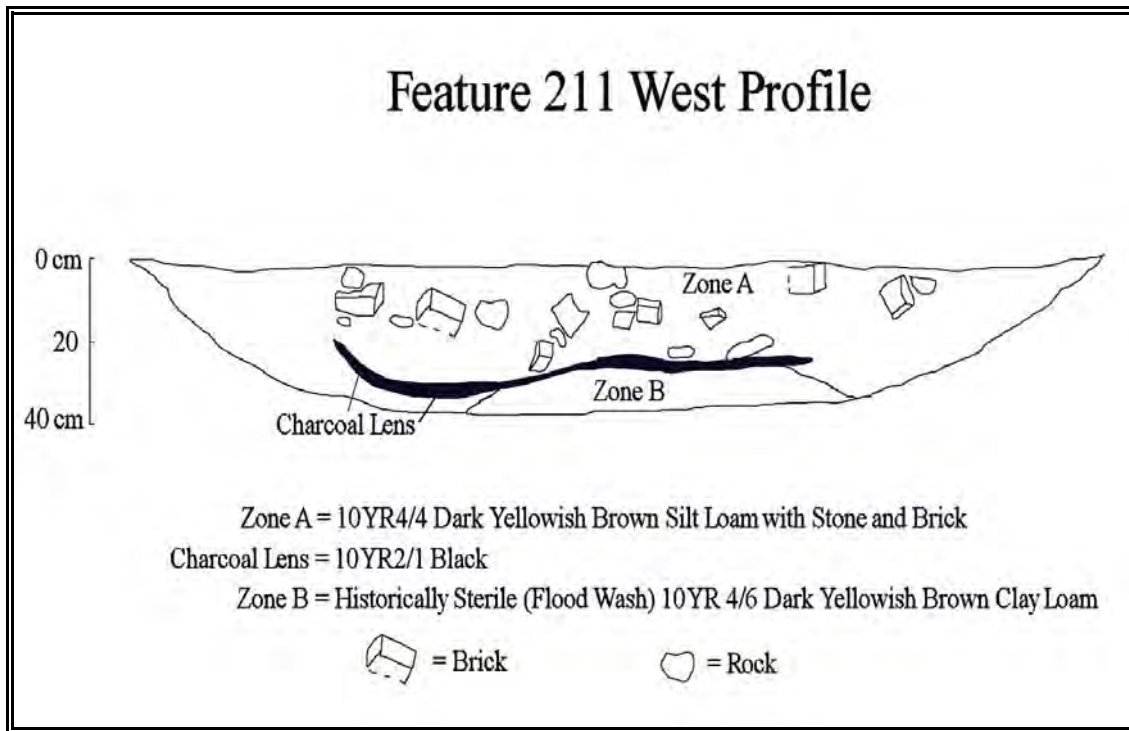 Feature 211 West Profile
0 cm
Zone A
20
Zone B
40 cm
Charcoal Lens
Zone A = 10YR4/4 Dark Yellowish Brown Silt Loam with Stone and Brick
Charcoal Lens = 10YR2/1 Black
Zone B = Historically Sterile (Flood Wash) 10YR 4/6 Dark Yellowish Brown Clay Loam
= Brick
= Rock